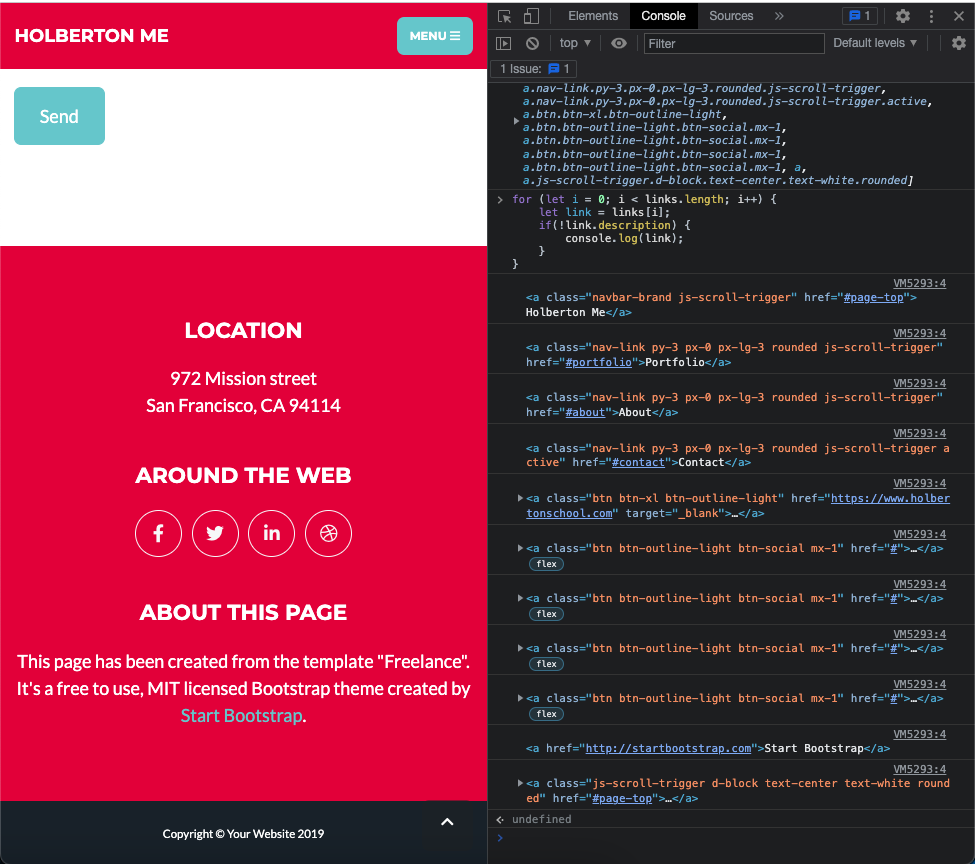 HOLBERTON ME
MENU
Send
LOCATION
972 Mission street
San Francisco, CA 94114
AROUND THE WEB
ABOUT THIS PAGE
This page has been created from the template "Freelance".
It's a free to use, MIT licensed Bootstrap theme created by
Start Bootstrap.
Copyright © Your Website 2019
Elements Console Sources » 1
top ▼ Filter Default levels ▼
1 Issue: 1
a.nav-link.py-3.px-0.px-lg-3.rounded.js-scroll-trigger,
a.nav-link.py-3.px-0.px-lg-3.rounded.js-scroll-trigger.active,
a.btn.btn-xl.btn-outline-light,
a.btn.btn-outline-light.btn-social.mx-1,
a.btn.btn-outline-light.btn-social.mx-1,
a.btn.btn-outline-light.btn-social.mx-1,
a.btn.btn-outline-light.btn-social.mx-1, a,
a.js-scroll-trigger.d-block.text-center.text-white.rounded]
for (let i = 0; i < links.length; i++) {
let link = links[i];
if(!link.description) {
console.log(link);
}
}
VM5293:4
<a class="navbar-brand js-scroll-trigger" href="#page-top">
Holberton Me</a>
VM5293:4
<a class="nav-link py-3 px-0 px-lg-3 rounded js-scroll-trigger"
href="#portfolio">Portfolio</a>
VM5293:4
<a class="nav-link py-3 px-0 px-lg-3 rounded js-scroll-trigger"
href="#about">About</a>
VM5293:4
<a class="nav-link py-3 px-0 px-lg-3 rounded js-scroll-trigger a
ctive" href="#contact">Contact</a>
VM5293:4
<a class="btn btn-xl btn-outline-light" href="https://www.holber
tonschool.com" target="_blank">…</a>
VM5293:4
<a class="btn btn-outline-light btn-social mx-1" href="#">…</a>
flex
VM5293:4
<a class="btn btn-outline-light btn-social mx-1" href="#">…</a>
flex
VM5293:4
<a class="btn btn-outline-light btn-social mx-1" href="#">…</a>
flex
VM5293:4
<a class="btn btn-outline-light btn-social mx-1" href="#">…</a>
flex
VM5293:4
<a href="http://startbootstrap.com">Start Bootstrap</a>
VM5293:4
<a class="js-scroll-trigger d-block text-center text-white round
ed" href="#page-top">…</a>
undefined